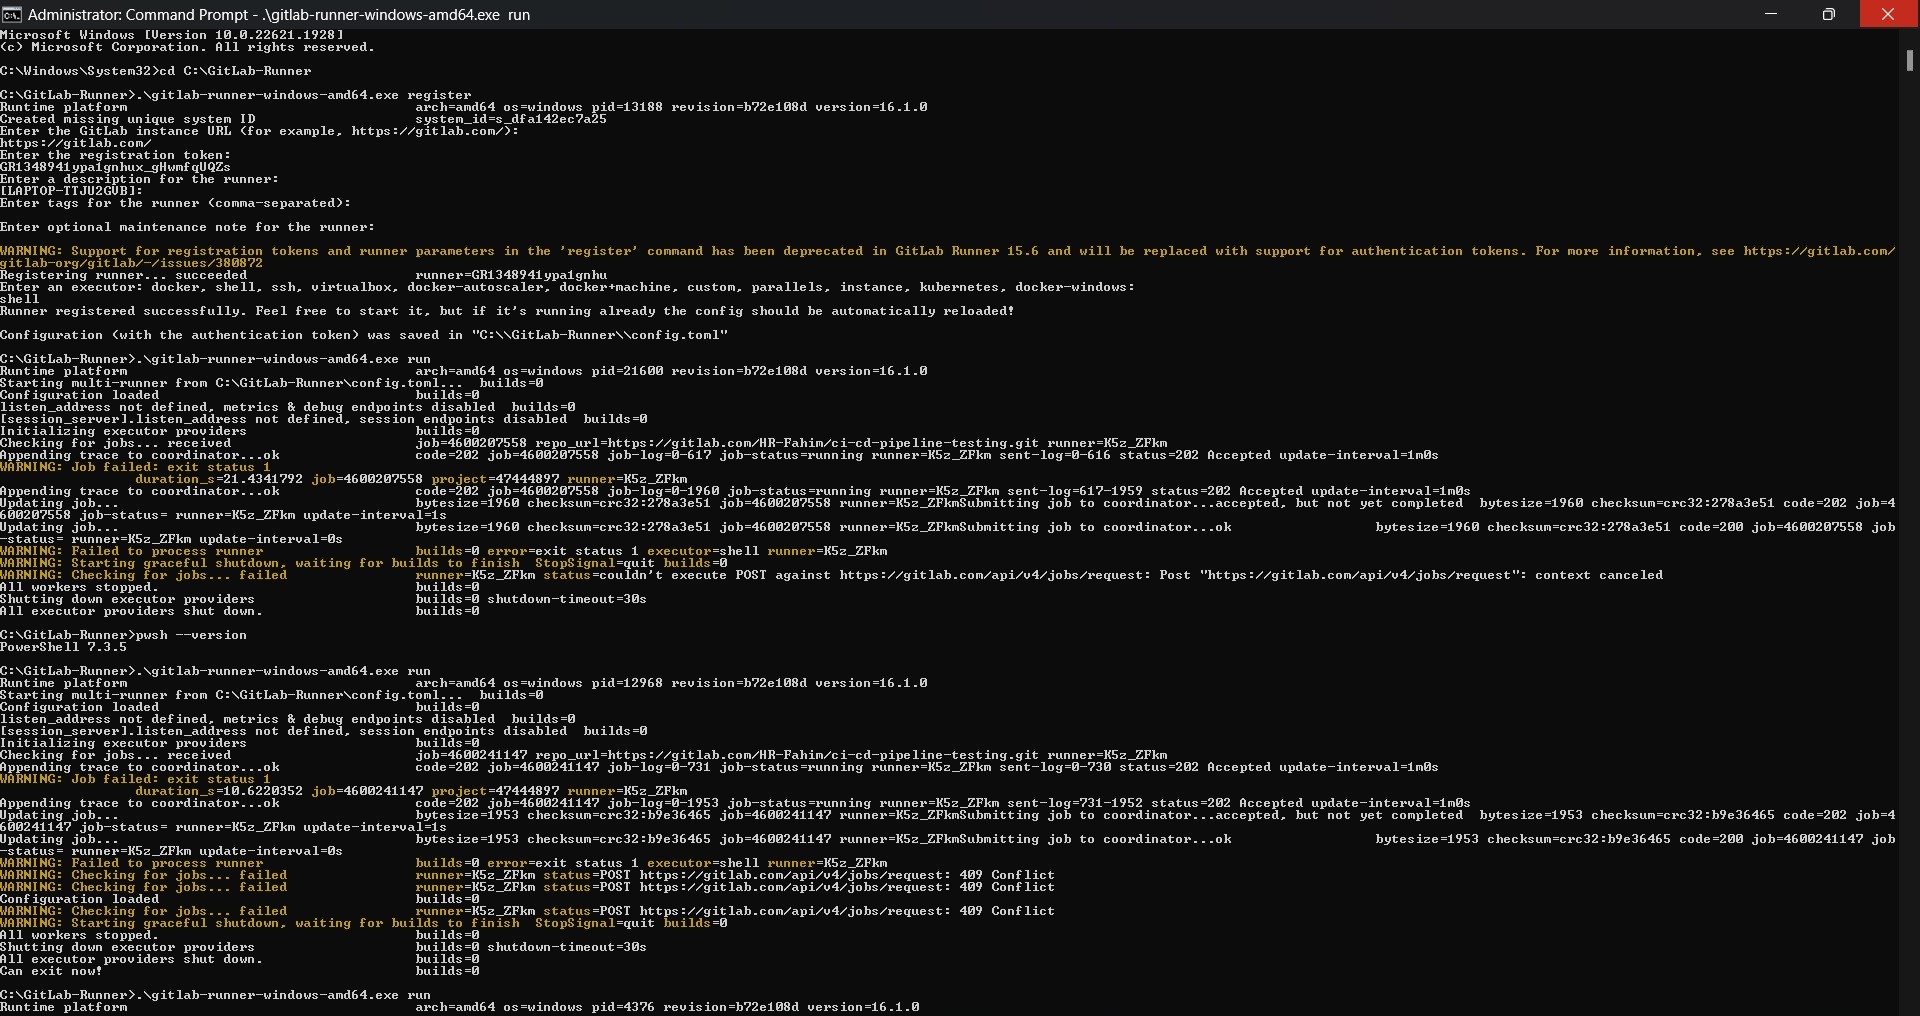 Administrator: Command Prompt - .\gitlab-runner-windows-amd64.exe run
Microsoft Windows [Version 10.0.22621.1928]
(c) Microsoft Corporation. All rights reserved.
C:\Windows\System32>cd C:\GitLab-Runner
C:\GitLab-Runner>.\gitlab-runner-windows-amd64.exe register
Runtime platform arch=amd64 os=windows pid=13188 revision=b72e108d version=16.1.0
Created missing unique system ID system_id=s_dfa142ec7a25
Enter the GitLab instance URL (for example, https://gitlab.com/):
https://gitlab.com/
Enter the registration token:
GR1348941ypa1gnhux_gHwmfqUQZs
Enter a description for the runner:
[LAPTOP-TTJU2GVB]:
Enter tags for the runner (comma-separated):
Enter optional maintenance note for the runner:
WARNING: Support for registration tokens and runner parameters in the 'register' command has been deprecated in GitLab Runner 15.6 and will be replaced with support for authentication tokens. For more information, see https://gitlab.com/
gitlab-org/gitlab/-/issues/380872
Registering runner... succeeded runner=GR1348941ypa1gnhu
Enter an executor: docker, shell, ssh, virtualbox, docker-autoscaler, docker+machine, custom, parallels, instance, kubernetes, docker-windows:
shell
Runner registered successfully. Feel free to start it, but if it's running already the config should be automatically reloaded!
Configuration (with the authentication token) was saved in "C:\\GitLab-Runner\\config.toml"
C:\GitLab-Runner>.\gitlab-runner-windows-amd64.exe run
Runtime platform arch=amd64 os=windows pid=21600 revision=b72e108d version=16.1.0
Starting multi-runner from C:\GitLab-Runner\config.toml... builds=0
Configuration loaded builds=0
listen_address not defined, metrics & debug endpoints disabled builds=0
[session_server].listen_address not defined, session endpoints disabled builds=0
Initializing executor providers builds=0
Checking for jobs... received job=4600207558 repo_url=https://gitlab.com/HR-Fahim/ci-cd-pipeline-testing.git runner=K5z_ZFkm
Appending trace to coordinator...ok code=202 job=4600207558 job-log=0-617 job-status=running runner=K5z_ZFkm sent-log=0-616 status=202 Accepted update-interval=1m0s
WARNING: Job failed: exit status 1
duration_s=21.4341792 job=4600207558 project=47444897 runner=K5z_ZFkm
Appending trace to coordinator...ok code=202 job=4600207558 job-log=0-1960 job-status=running runner=K5z_ZFkm sent-log=617-1959 status=202 Accepted update-interval=1m0s
Updating job... bytesize=1960 checksum=crc32:278a3e51 job=4600207558 runner=K5z_ZFkmSubmitting job to coordinator...accepted, but not yet completed bytesize=1960 checksum=crc32:278a3e51 code=202 job=4
600207558 job-status= runner=K5z_ZFkm update-interval=1s
Updating job... bytesize=1960 checksum=crc32:278a3e51 job=4600207558 runner=K5z_ZFkmSubmitting job to coordinator...ok bytesize=1960 checksum=crc32:278a3e51 code=200 job=4600207558 job
-status= runner=K5z_ZFkm update-interval=0s
WARNING: Failed to process runner builds=0 error=exit status 1 executor=shell runner=K5z_ZFkm
WARNING: Starting graceful shutdown, waiting for builds to finish StopSignal=quit builds=0
WARNING: Checking for jobs... failed runner=K5z_ZFkm status=couldn't execute POST against https://gitlab.com/api/v4/jobs/request: Post "https://gitlab.com/api/v4/jobs/request": context canceled
All workers stopped. builds=0
Shutting down executor providers builds=0 shutdown-timeout=30s
All executor providers shut down. builds=0
C:\GitLab-Runner>pwsh --version
PowerShell 7.3.5
C:\GitLab-Runner>.\gitlab-runner-windows-amd64.exe run
Runtime platform arch=amd64 os=windows pid=12968 revision=b72e108d version=16.1.0
Starting multi-runner from C:\GitLab-Runner\config.toml... builds=0
Configuration loaded builds=0
listen_address not defined, metrics & debug endpoints disabled builds=0
[session_server].listen_address not defined, session endpoints disabled builds=0
Initializing executor providers builds=0
Checking for jobs... received job=4600241147 repo_url=https://gitlab.com/HR-Fahim/ci-cd-pipeline-testing.git runner=K5z_ZFkm
Appending trace to coordinator...ok code=202 job=4600241147 job-log=0-731 job-status=running runner=K5z_ZFkm sent-log=0-730 status=202 Accepted update-interval=1m0s
WARNING: Job failed: exit status 1
duration_s=10.6220352 job=4600241147 project=47444897 runner=K5z_ZFkm
Appending trace to coordinator...ok code=202 job=4600241147 job-log=0-1953 job-status=running runner=K5z_ZFkm sent-log=731-1952 status=202 Accepted update-interval=1m0s
Updating job... bytesize=1953 checksum=crc32:b9e36465 job=4600241147 runner=K5z_ZFkmSubmitting job to coordinator...accepted, but not yet completed bytesize=1953 checksum=crc32:b9e36465 code=202 job=4
600241147 job-status= runner=K5z_ZFkm update-interval=1s
Updating job... bytesize=1953 checksum=crc32:b9e36465 job=4600241147 runner=K5z_ZFkmSubmitting job to coordinator...ok bytesize=1953 checksum=crc32:b9e36465 code=200 job=4600241147 job
-status= runner=K5z_ZFkm update-interval=0s
WARNING: Failed to process runner builds=0 error=exit status 1 executor=shell runner=K5z_ZFkm
WARNING: Checking for jobs... failed runner=K5z_ZFkm status=POST https://gitlab.com/api/v4/jobs/request: 409 Conflict
WARNING: Checking for jobs... failed runner=K5z_ZFkm status=POST https://gitlab.com/api/v4/jobs/request: 409 Conflict
Configuration loaded builds=0
WARNING: Checking for jobs... failed runner=K5z_ZFkm status=POST https://gitlab.com/api/v4/jobs/request: 409 Conflict
WARNING: Starting graceful shutdown, waiting for builds to finish StopSignal=quit builds=0
All workers stopped. builds=0
Shutting down executor providers builds=0 shutdown-timeout=30s
All executor providers shut down. builds=0
Can exit now! builds=0
C:\GitLab-Runner>.\gitlab-runner-windows-amd64.exe run
Runtime platform arch=amd64 os=windows pid=4376 revision=b72e108d version=16.1.0